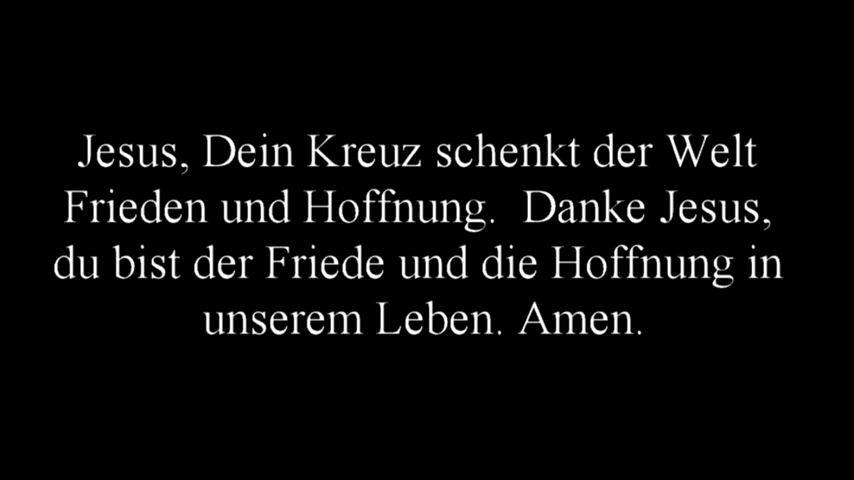 Jesus, Dein Kreuz schenkt der Welt
Frieden und Hoffnung.  Danke Jesus,
du bist der Friede und die Hoffnung in
unserem Leben. Amen.